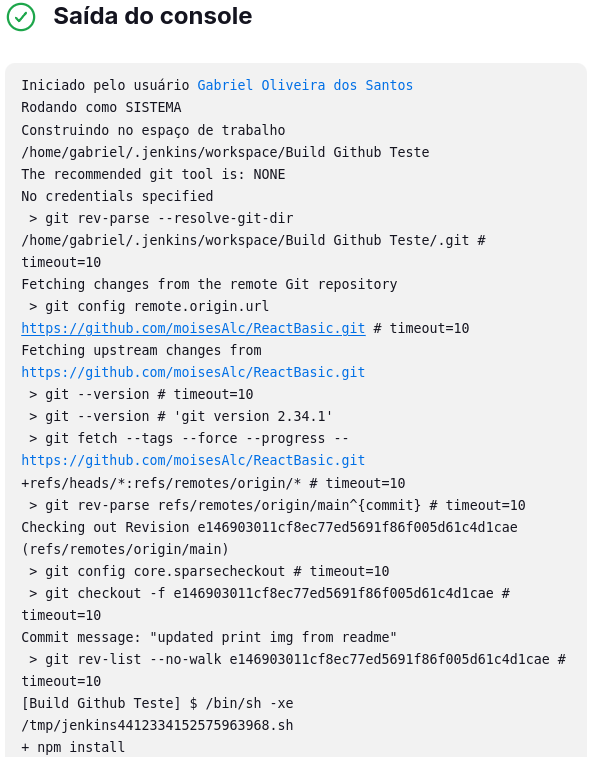 Saída do console
Iniciado pelo usuário Gabriel Oliveira dos Santos
Rodando como SISTEMA
Construindo no espaço de trabalho
/home/gabriel/.jenkins/workspace/Build Github Teste
The recommended git tool is: NONE
No credentials specified
 > git rev-parse --resolve-git-dir
/home/gabriel/.jenkins/workspace/Build Github Teste/.git #
timeout=10
Fetching changes from the remote Git repository
 > git config remote.origin.url
https://github.com/moisesAlc/ReactBasic.git # timeout=10
Fetching upstream changes from
https://github.com/moisesAlc/ReactBasic.git
 > git --version # timeout=10
 > git --version # 'git version 2.34.1'
 > git fetch --tags --force --progress --
https://github.com/moisesAlc/ReactBasic.git
+refs/heads/*:refs/remotes/origin/* # timeout=10
 > git rev-parse refs/remotes/origin/main^{commit} # timeout=10
Checking out Revision e146903011cf8ec77ed5691f86f005d61c4d1cae
(refs/remotes/origin/main)
 > git config core.sparsecheckout # timeout=10
 > git checkout -f e146903011cf8ec77ed5691f86f005d61c4d1cae #
timeout=10
Commit message: "updated print img from readme"
 > git rev-list --no-walk e146903011cf8ec77ed5691f86f005d61c4d1cae #
timeout=10
[Build Github Teste] $ /bin/sh -xe
/tmp/jenkins4412334152575963968.sh
+ npm install